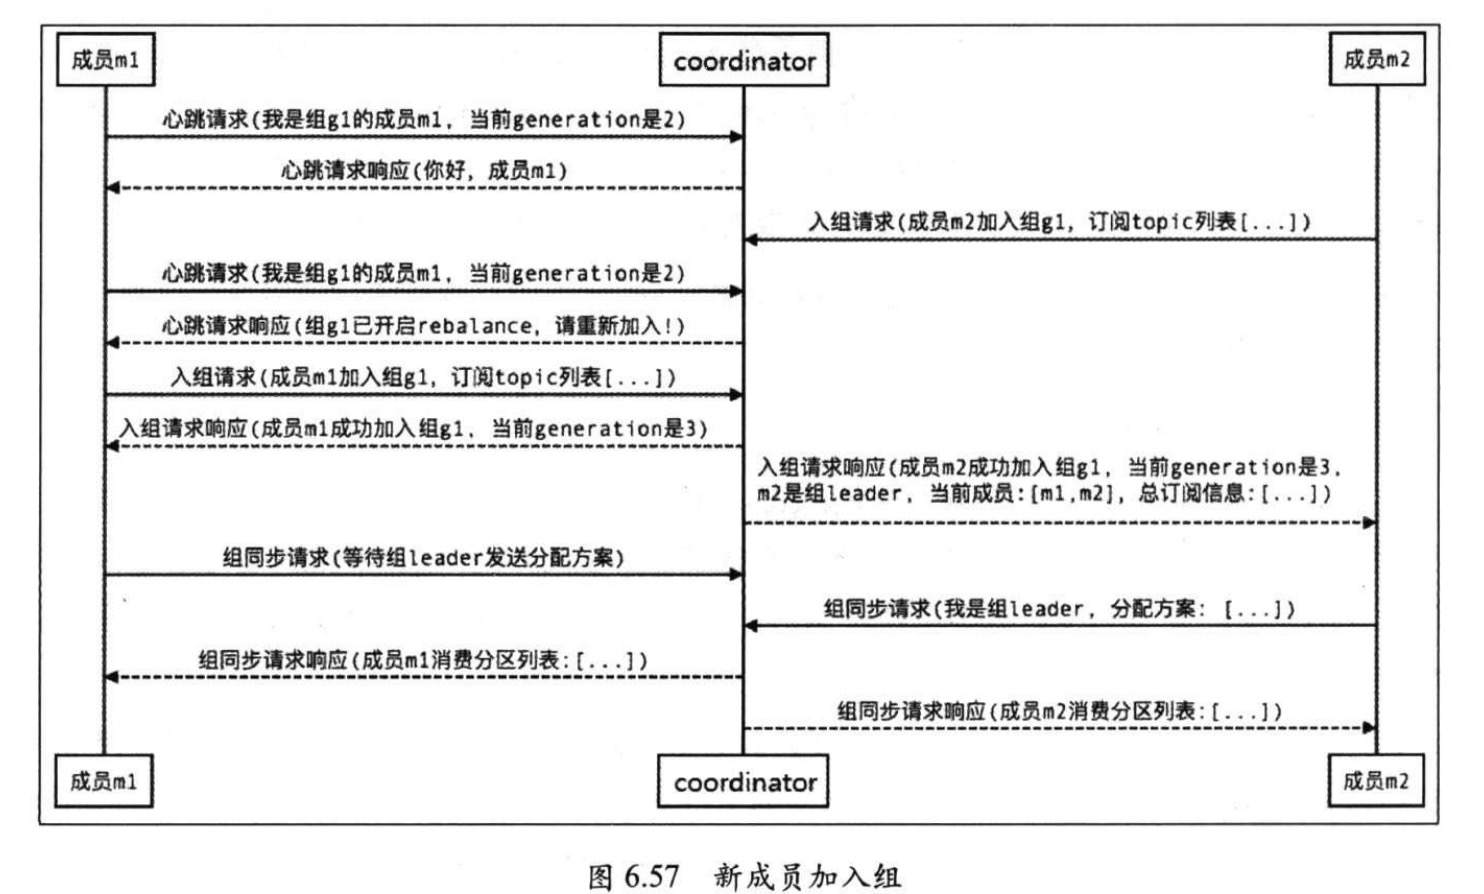 成员m1
coordinator
成员m2
心跳请求(我是组g1的成员m1, 当前generation是2)
心跳请求响应(你好, 成员m1)
入组请求(成员m2加入组g1, 订阅topic列表[...])
心跳请求(我是组g1的成员m1, 当前generation是2)
心跳请求响应(组g1已开启rebalance, 请重新加入!)
入组请求(成员m1加入组g1, 订阅topic列表[...])
入组请求响应(成员m1成功加入组g1, 当前generation是3)
入组请求响应(成员m2成功加入组g1, 当前generation是3,
m2是组leader, 当前成员:[m1,m2], 总订阅信息:[...])
组同步请求(等待组leader发送分配方案)
组同步请求(我是组leader, 分配方案: [...])
组同步请求响应(成员m1消费分区列表:[...])
组同步请求响应(成员m2消费分区列表:[...])
成员m1
coordinator
成员m2
图 6.57 新成员加入组